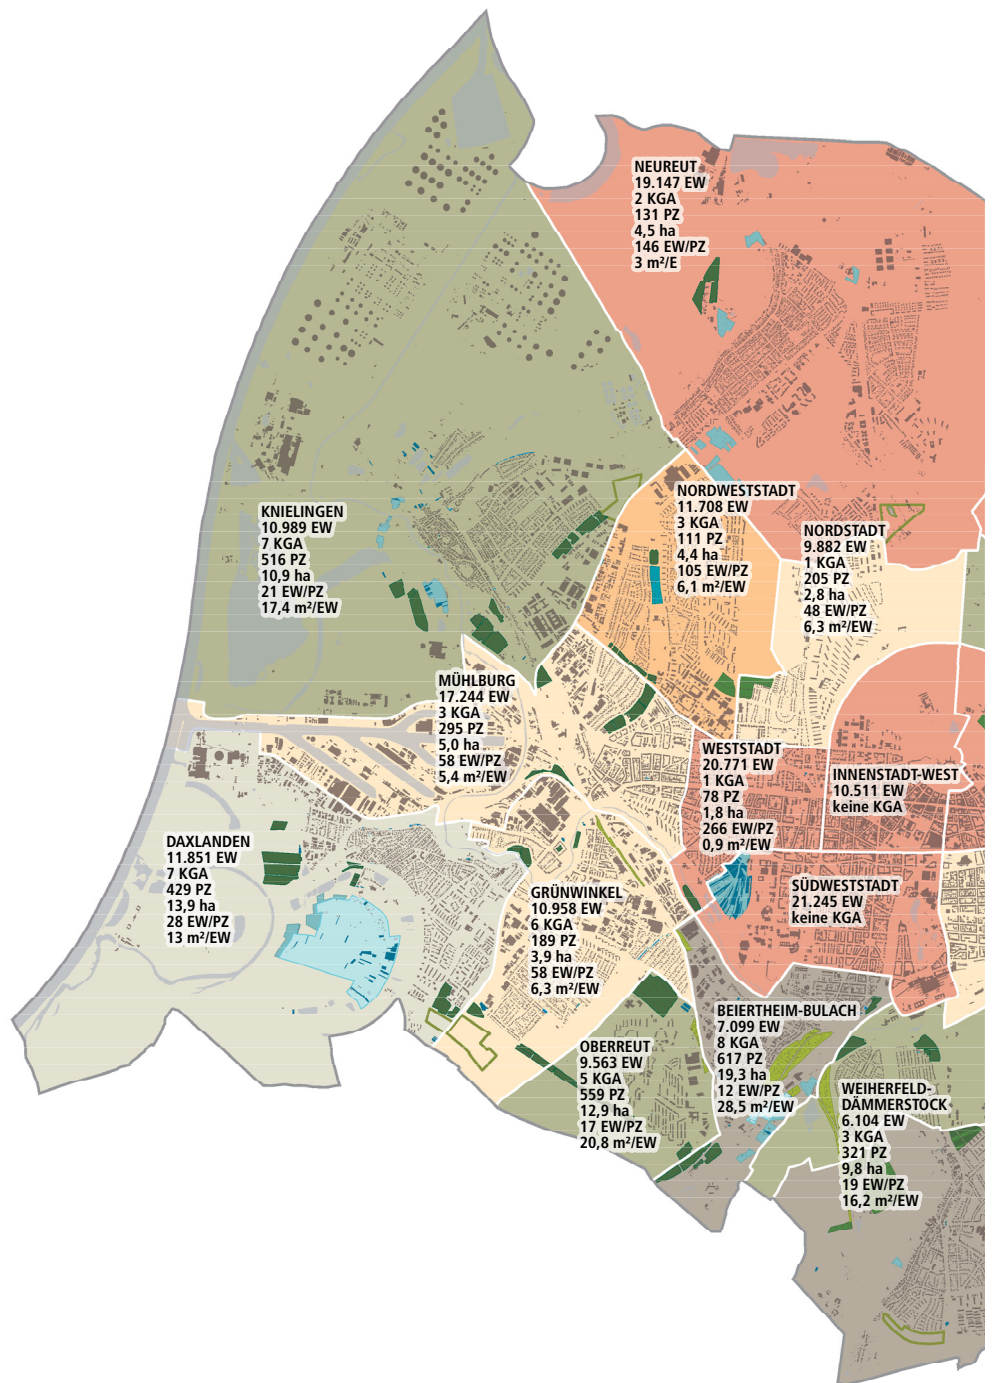 NEUREUT
19.147 EW
2 KGA
131 PZ
4,5 ha
146 EW/PZ
3 m²/E
NORDWESTSTADT
11.708 EW
3 KGA
111 PZ
4,4 ha
105 EW/PZ
6,1 m²/EW
KNIELINGEN
10.989 EW
7 KGA
516 PZ
10,9 ha
21 EW/PZ
17,4 m²/EW
NORDSTADT
9.882 EW
1 KGA
205 PZ
2,8 ha
48 EW/PZ
6,3 m²/EW
MÜHLBURG
17.244 EW
3 KGA
295 PZ
5,0 ha
58 EW/PZ
5,4 m²/EW
WESTSTADT
20.771 EW
1 KGA
78 PZ
1,8 ha
266 EW/PZ
0,9 m²/EW
INNENSTADT-WEST
10.511 EW
keine KGA
DAXLANDEN
11.851 EW
7 KGA
429 PZ
13,9 ha
28 EW/PZ
13 m²/EW
GRÜNWINKEL
10.958 EW
6 KGA
189 PZ
3,9 ha
58 EW/PZ
6,3 m²/EW
SÜDWESTSTADT
21.245 EW
keine KGA
BEIERTHEIM-BULACH
7.099 EW
8 KGA
617 PZ
19,3 ha
12 EW/PZ
28,5 m²/EW
OBERREUT
9.563 EW
5 KGA
559 PZ
12,9 ha
17 EW/PZ
20,8 m²/EW
WEIHERFELD-
DÄMMERSTOCK
6.104 EW
3 KGA
321 PZ
9,8 ha
19 EW/PZ
16,2 m²/EW